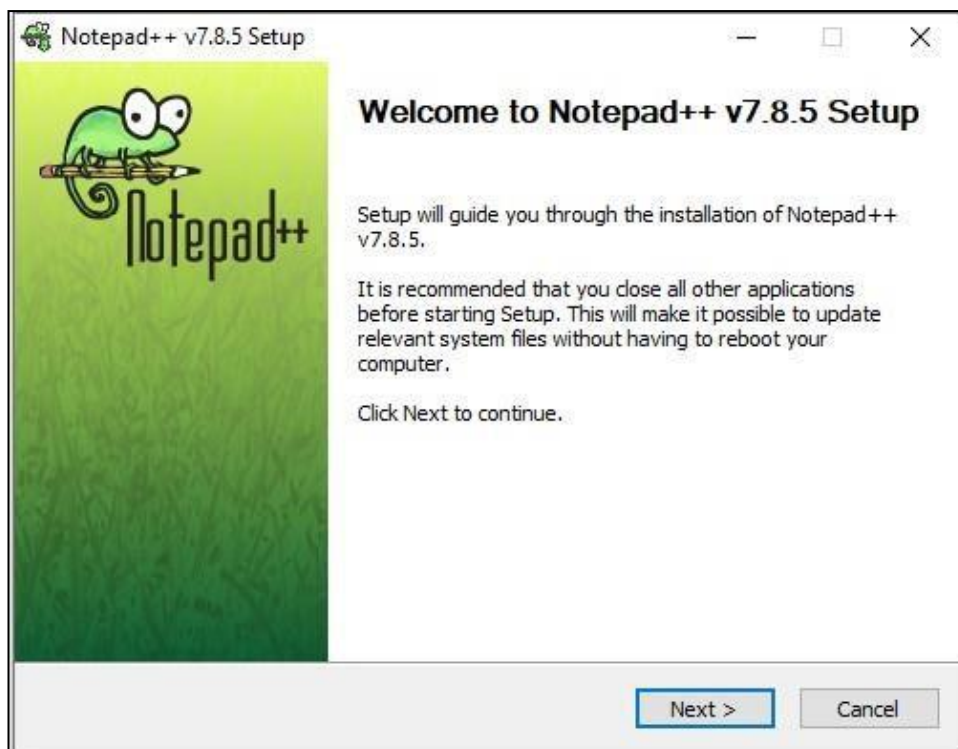 Notepad++ v7.8.5 Setup
Notepad++
Welcome to Notepad++ v7.8.5 Setup
Setup will guide you through the installation of Notepad++
v7.8.5.
It is recommended that you close all other applications
before starting Setup. This will make it possible to update
relevant system files without having to reboot your
computer.
Click Next to continue.
Next >
Cancel